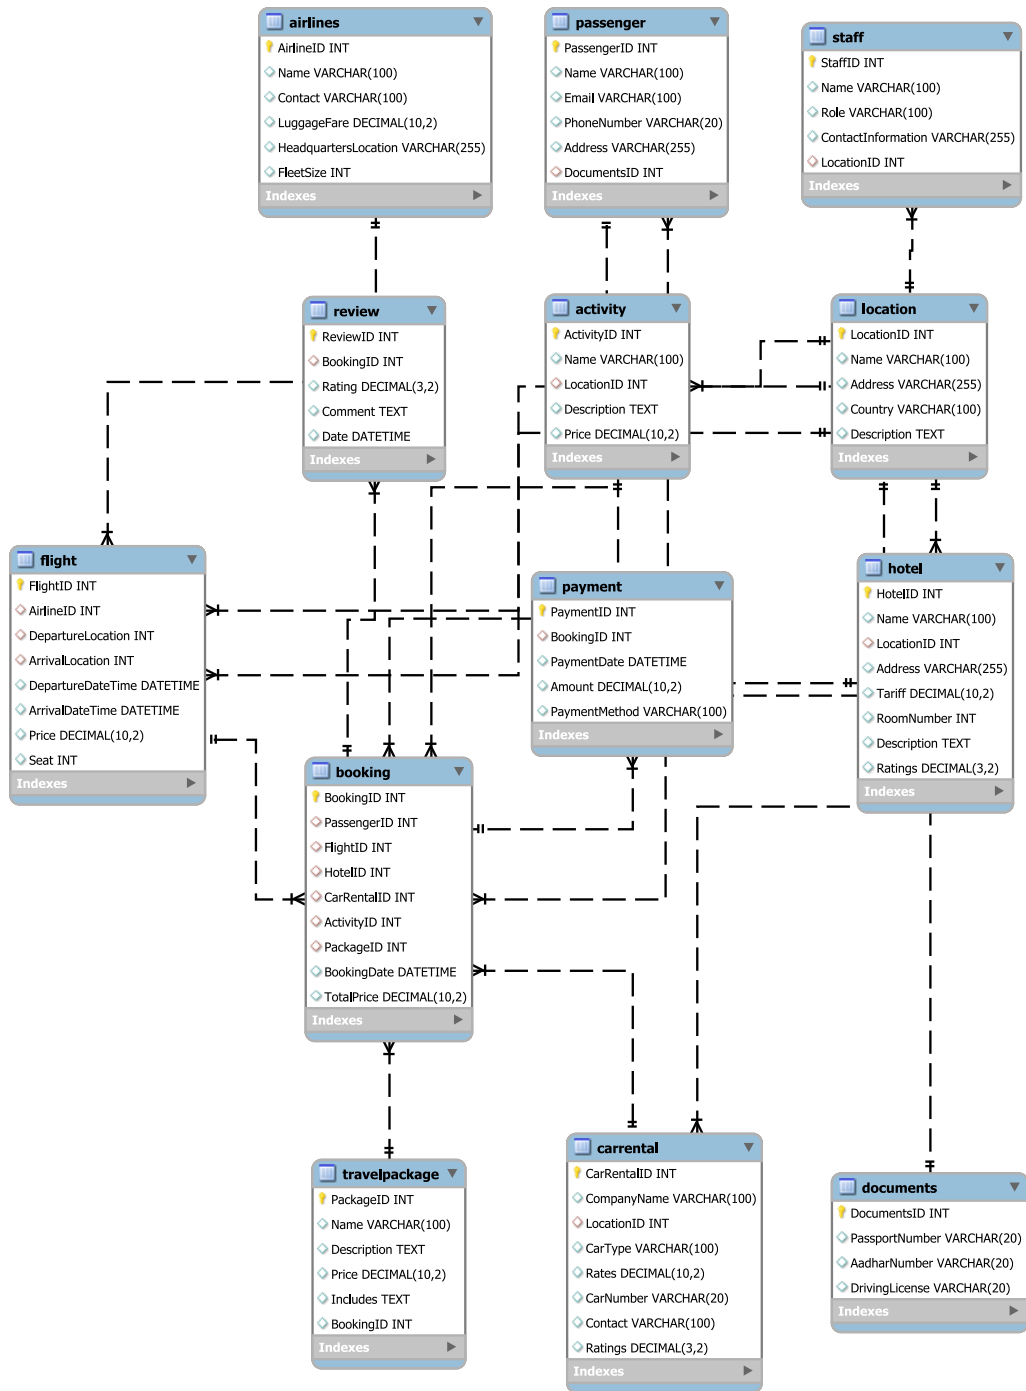 airlines
AirlineID INT
Name VARCHAR(100)
Contact VARCHAR(100)
LuggageFare DECIMAL(10,2)
HeadquartersLocation VARCHAR(255)
FleetSize INT
Indexes
passenger
PassengerID INT
Name VARCHAR(100)
Email VARCHAR(100)
PhoneNumber VARCHAR(20)
Address VARCHAR(255)
DocumentsID INT
Indexes
staff
StaffID INT
Name VARCHAR(100)
Role VARCHAR(100)
ContactInformation VARCHAR(255)
LocationID INT
Indexes
review
ReviewID INT
BookingID INT
Rating DECIMAL(3,2)
Comment TEXT
Date DATETIME
Indexes
activity
ActivityID INT
Name VARCHAR(100)
LocationID INT
Description TEXT
Price DECIMAL(10,2)
Indexes
location
LocationID INT
Name VARCHAR(100)
Address VARCHAR(255)
Country VARCHAR(100)
Description TEXT
Indexes
flight
FlightID INT
AirlineID INT
DepartureLocation INT
ArrivalLocation INT
DepartureDateTime DATETIME
ArrivalDateTime DATETIME
Price DECIMAL(10,2)
Seat INT
Indexes
payment
PaymentID INT
BookingID INT
PaymentDate DATETIME
Amount DECIMAL(10,2)
PaymentMethod VARCHAR(100)
Indexes
hotel
HotelID INT
Name VARCHAR(100)
LocationID INT
Address VARCHAR(255)
Tariff DECIMAL(10,2)
RoomNumber INT
Description TEXT
Ratings DECIMAL(3,2)
Indexes
booking
BookingID INT
PassengerID INT
FlightID INT
HotelID INT
CarRentalID INT
ActivityID INT
PackageID INT
BookingDate DATETIME
TotalPrice DECIMAL(10,2)
Indexes
travelpackage
PackageID INT
Name VARCHAR(100)
Description TEXT
Price DECIMAL(10,2)
Includes TEXT
BookingID INT
Indexes
carrental
CarRentalID INT
CompanyName VARCHAR(100)
LocationID INT
CarType VARCHAR(100)
Rates DECIMAL(10,2)
CarNumber VARCHAR(20)
Contact VARCHAR(100)
Ratings DECIMAL(3,2)
Indexes
documents
DocumentsID INT
PassportNumber VARCHAR(20)
AadharNumber VARCHAR(20)
DrivingLicense VARCHAR(20)
Indexes